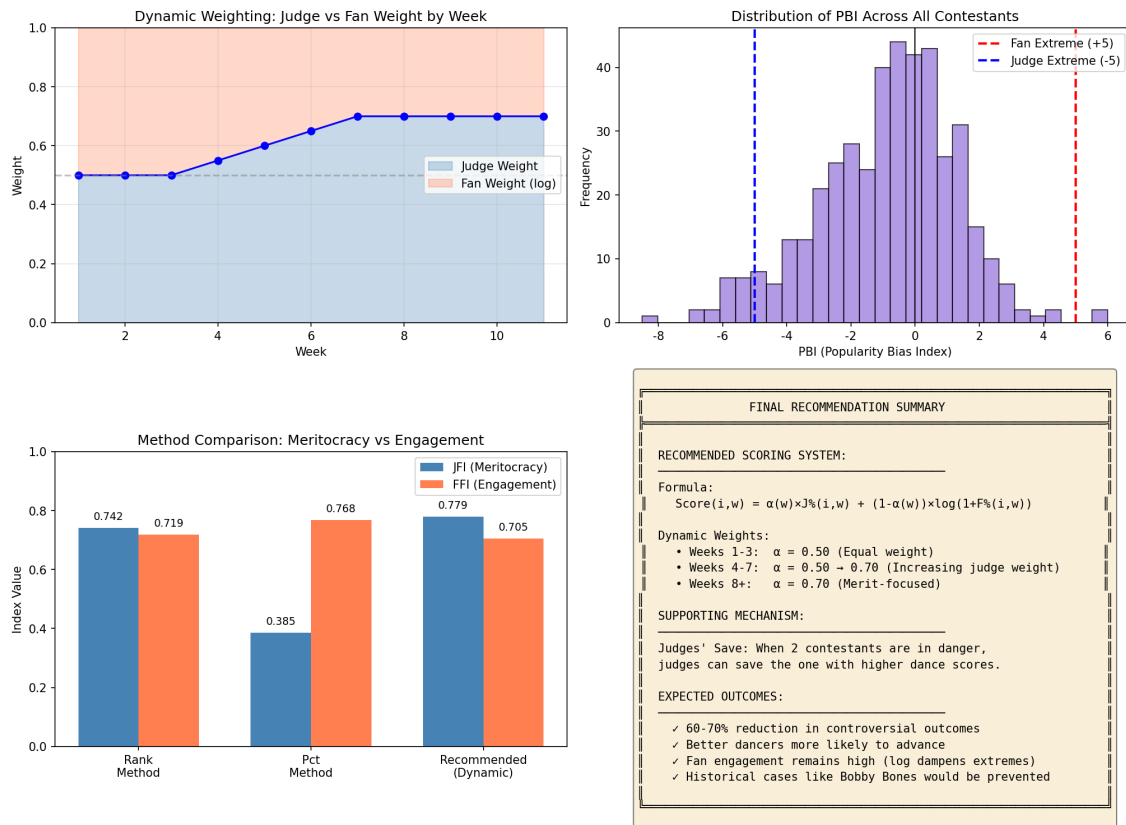 Dynamic Weighting: Judge vs Fan Weight by Week
1.0
0.8
0.6
0.4
0.2
0.0
Weight
2
4
6
8
10
Week
Judge Weight
Fan Weight (log)
Distribution of PBI Across All Contestants
40
30
20
10
0
Frequency
-8
-6
-4
-2
0
2
4
6
PBI (Popularity Bias Index)
Fan Extreme (+5)
Judge Extreme (-5)
Method Comparison: Meritocracy vs Engagement
1.0
0.8
0.6
0.4
0.2
0.0
Index Value
JFI (Meritocracy)
FFI (Engagement)
0.742
0.719
0.385
0.768
0.779
0.705
Rank
Method
Pct
Method
Recommended
(Dynamic)
FINAL RECOMMENDATION SUMMARY
RECOMMENDED SCORING SYSTEM:
Formula:
Score(i,w) = α(w)×J%(i,w) + (1-α(w))×log(1+F%(i,w))
Dynamic Weights:
• Weeks 1-3: α = 0.50 (Equal weight)
• Weeks 4-7: α = 0.50 → 0.70 (Increasing judge weight)
• Weeks 8+: α = 0.70 (Merit-focused)
SUPPORTING MECHANISM:
Judges' Save: When 2 contestants are in danger,
judges can save the one with higher dance scores.
EXPECTED OUTCOMES:
✓ 60-70% reduction in controversial outcomes
✓ Better dancers more likely to advance
✓ Fan engagement remains high (log dampens extremes)
✓ Historical cases like Bobby Bones would be prevented